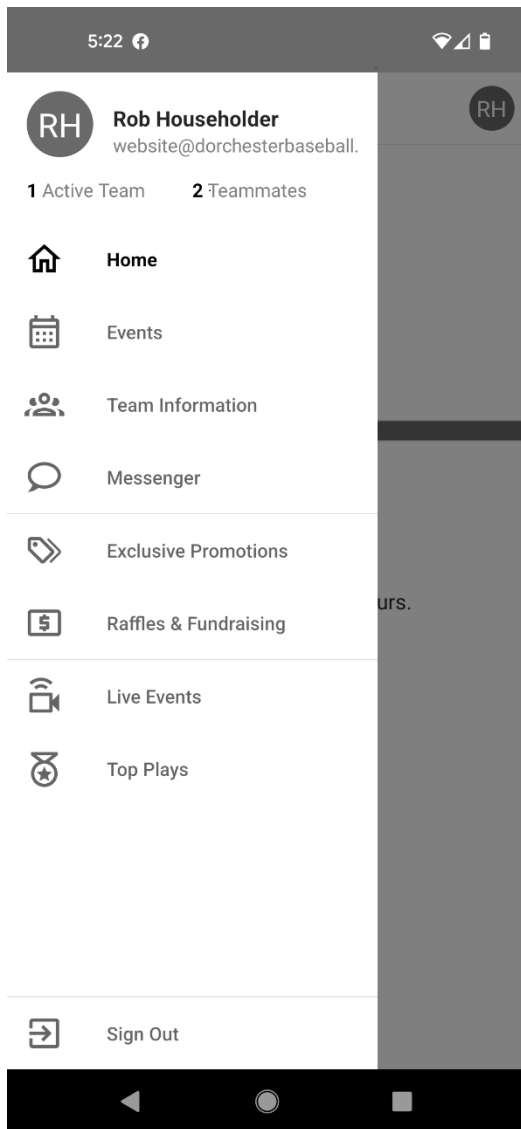 5:22
RH
Rob Householder
website@dorchesterbaseball.
1 Active Team 2 Teammates
RH
Home
Events
Team Information
Messenger
Exclusive Promotions
Raffles & Fundraising
urs.
Live Events
Top Plays
Sign Out